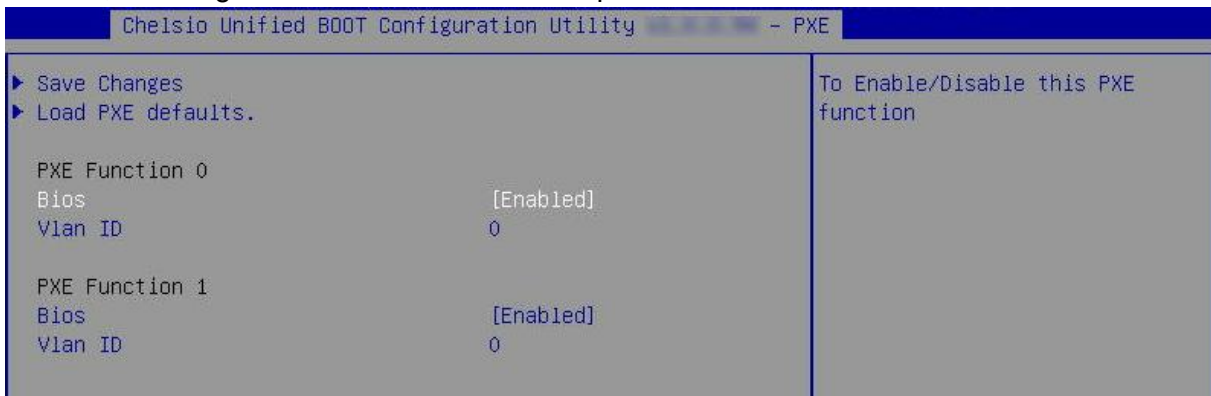 Chelsio Unified BOOT Configuration Utility - PXE
Save Changes
Load PXE defaults.
PXE Function 0
Bios [Enabled]
Vlan ID 0
PXE Function 1
Bios [Enabled]
Vlan ID 0
To Enable/Disable this PXE
function